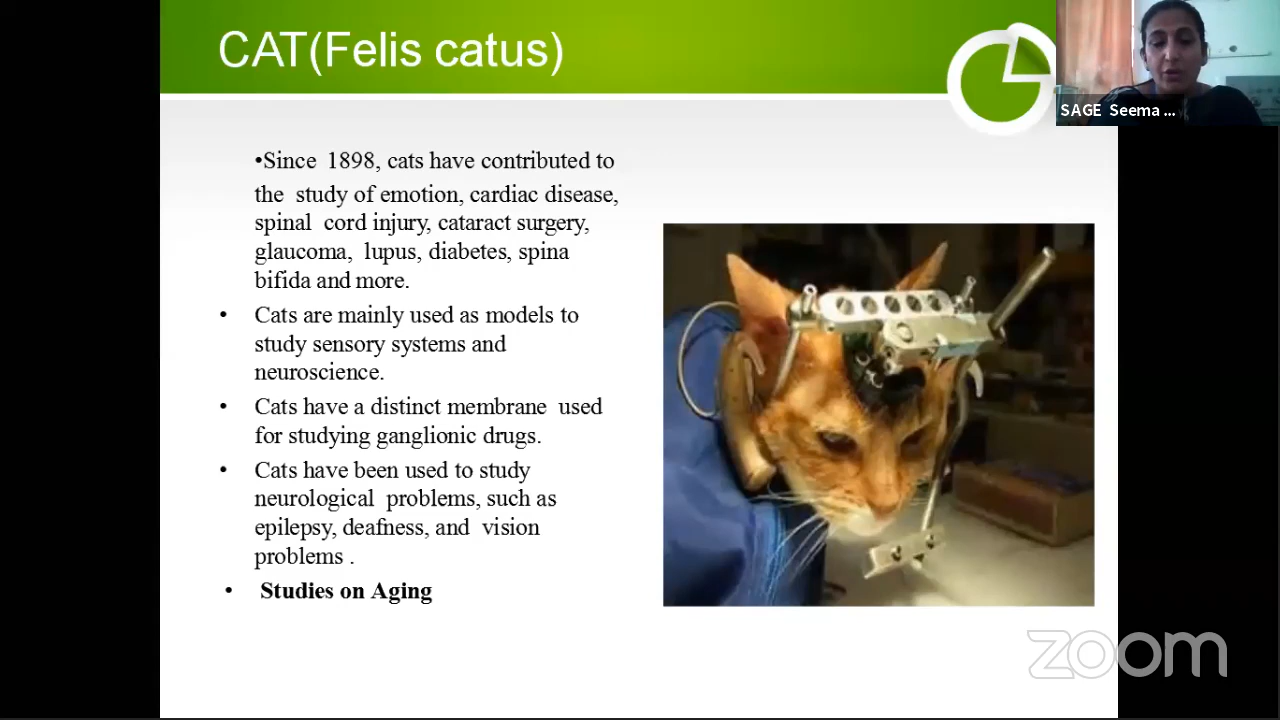 CAT(Felis catus)
SAGE Seema ...
•Since 1898, cats have contributed to
the study of emotion, cardiac disease,
spinal cord injury, cataract surgery,
glaucoma, lupus, diabetes, spina
bifida and more.
• Cats are mainly used as models to
study sensory systems and
neuroscience.
• Cats have a distinct membrane used
for studying ganglionic drugs.
• Cats have been used to study
neurological problems, such as
epilepsy, deafness, and vision
problems .
• Studies on Aging
zoom